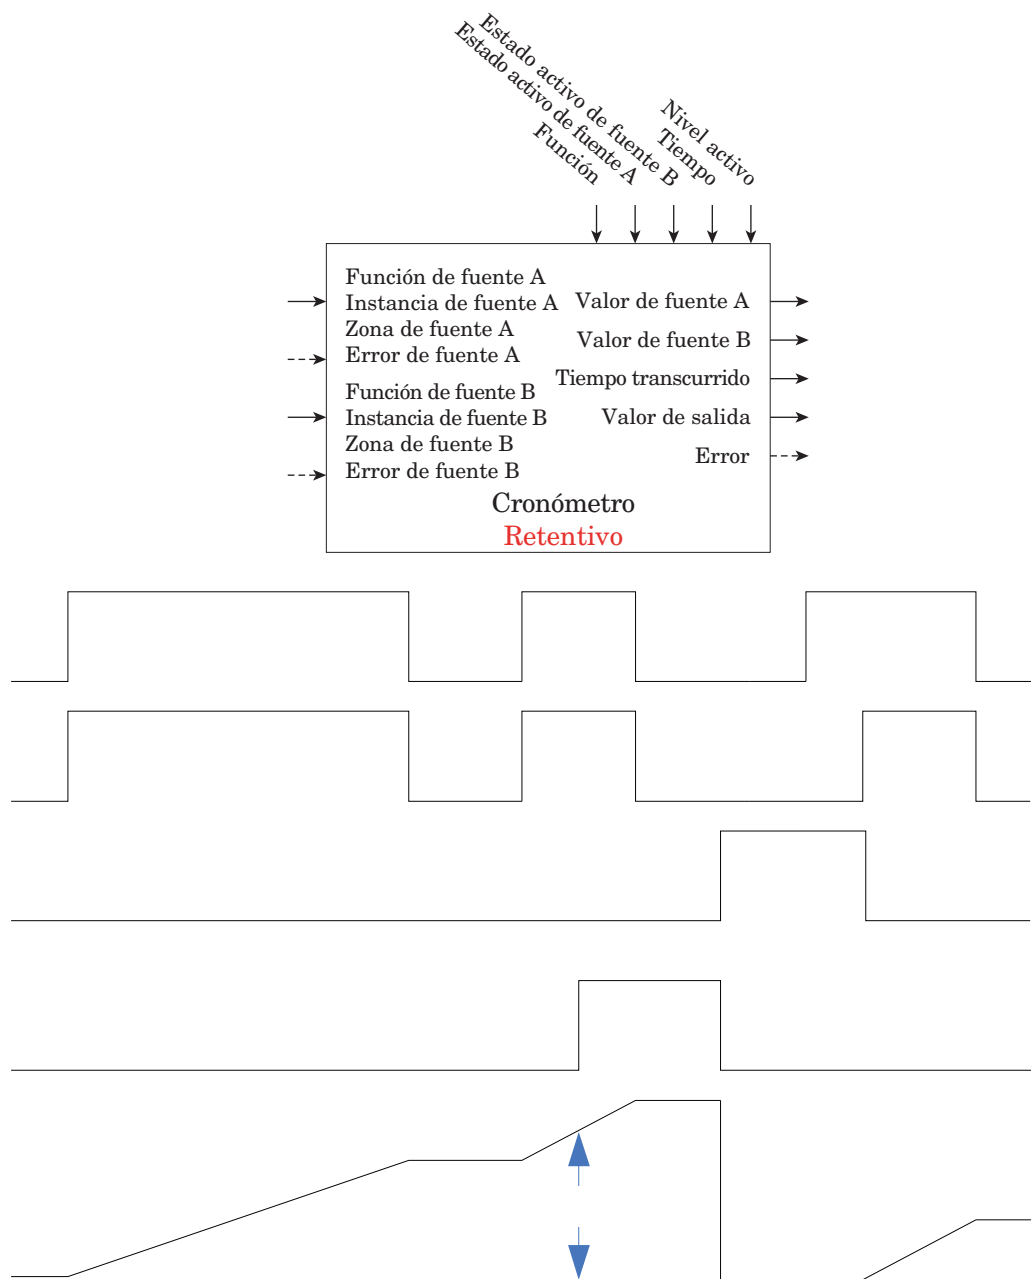 Función
Estado activo de fuente A
Estado activo de fuente B
Tiempo
Nivel activo
Función de fuente A
Instancia de fuente A
Zona de fuente A
Error de fuente A
Función de fuente B
Instancia de fuente B
Zona de fuente B
Error de fuente B
Valor de fuente A
Valor de fuente B
Tiempo transcurrido
Valor de salida
Error
Cronómetro
Retentivo